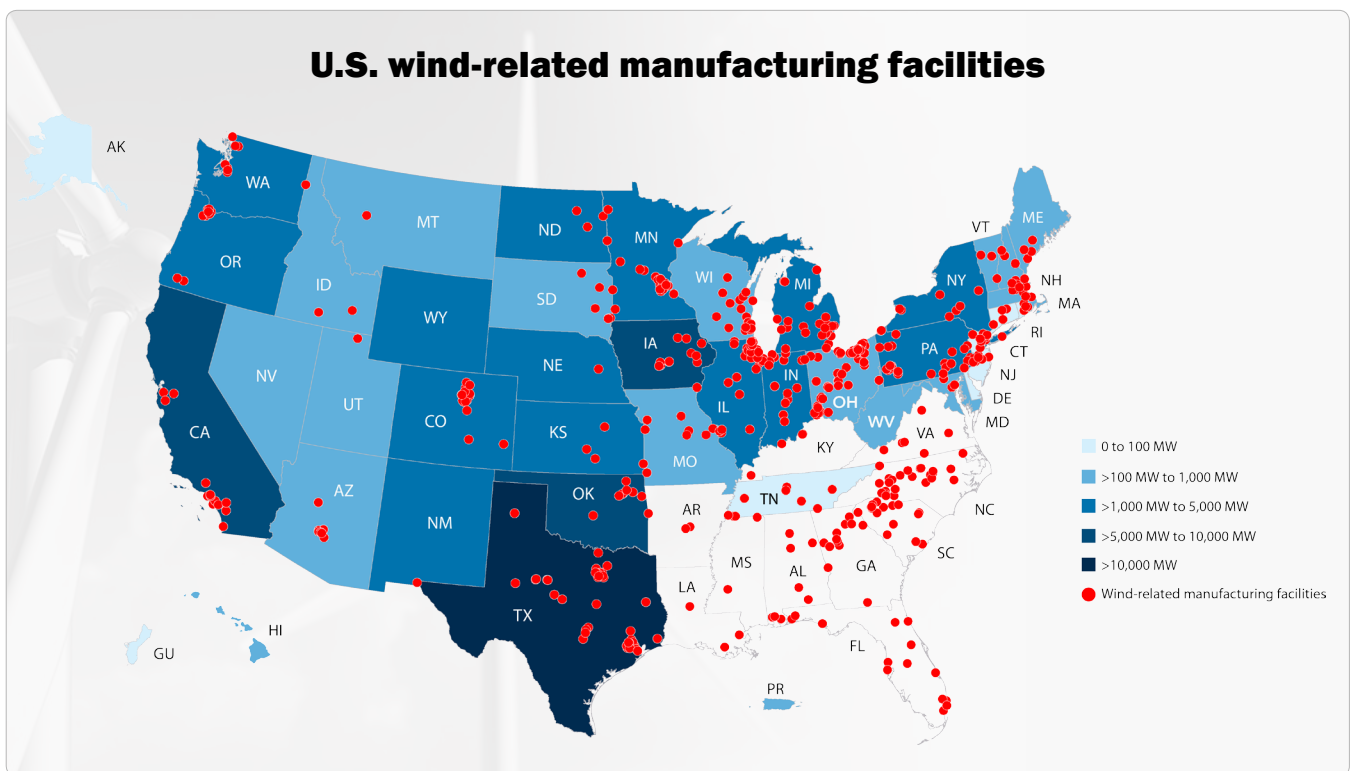 U.S. wind-related manufacturing facilities
AK
WA
MT
ND
MN
ME
VT
OR
ID
SD
WI
MI
NY
NH
MA
WY
RI
IA
PA
CT
NE
NV
IN
NJ
UT
CO
IL
OH
DE
CA
KS
WV
MD
VA
KY
MO
AZ
OK
TN
NM
AR
NC
MS
SC
AL
GA
LA
TX
HI
FL
GU
PR
0 to 100 MW
>100 MW to 1,000 MW
>1,000 MW to 5,000 MW
>5,000 MW to 10,000 MW
>10,000 MW
Wind-related manufacturing facilities